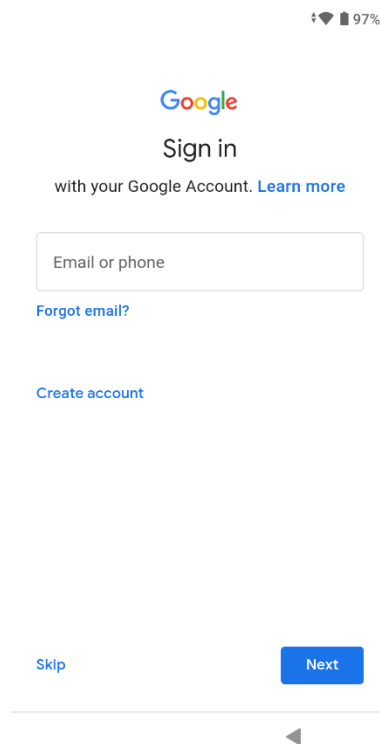 97%
Google
Sign in
with your Google Account. Learn more
Email or phone
Forgot email?
Create account
Skip
Next